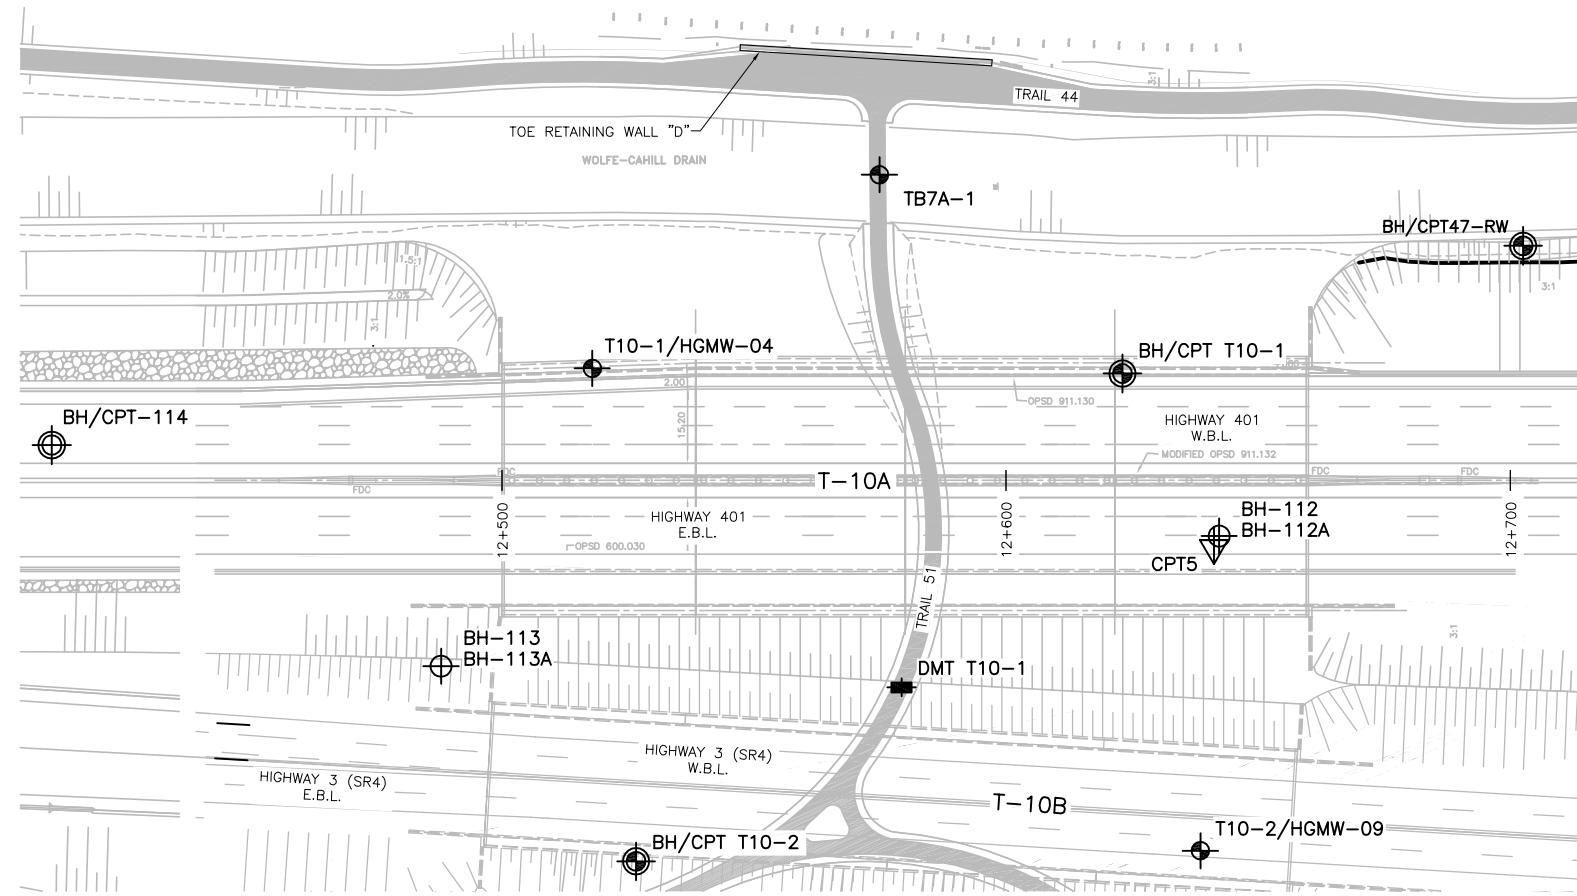 3:1
TRAIL 44
TOE RETAINING WALL "D"
WOLFE-CAHILL DRAIN
TB7A-1
BH/CPT47-RW
1.5:1
2.0%
3:1
3:1
T10-1/HGMW-04
BH/CPT T10-1
2.00
OPSD 911.130
BH/CPT-114
15.20
HIGHWAY 401
W.B.L.
MODIFIED OPSD 911.132
FDC
FDC
FDC
FDC
T-10A
12+500
12+600
12+700
HIGHWAY 401
E.B.L.
BH-112
BH-112A
OPSD 600.030
CPT5
TRAIL 51
BH-113
BH-113A
3:1
DMT T10-1
HIGHWAY 3 (SR4)
W.B.L.
HIGHWAY 3 (SR4)
E.B.L.
T-10B
T10-2/HGMW-09
BH/CPT T10-2